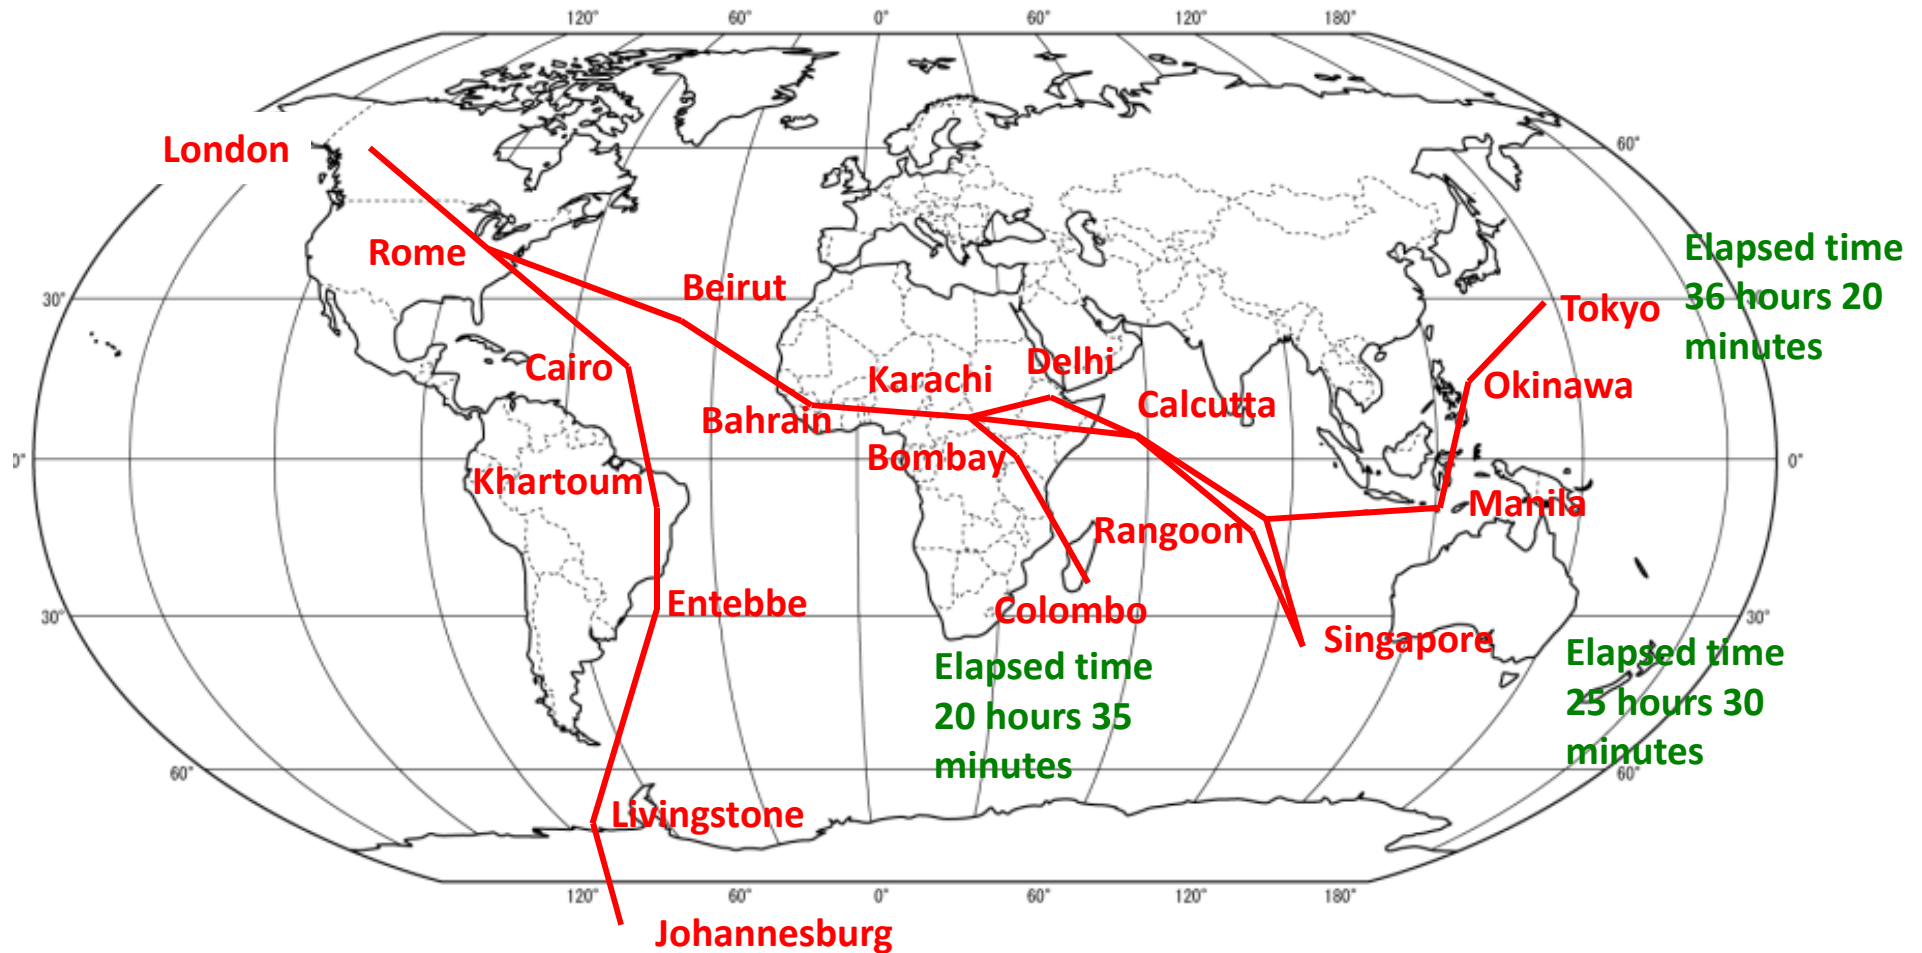 120° 60° 0° 60° 120° 180°
60°
London
Elapsed time
36 hours 20
minutes
Rome
Beirut
30°
Tokyo
Cairo
Karachi
Delhi
Okinawa
Bahrain
Calcutta
Bombay
0°
0°
Khartoum
Manila
Rangoon
Entebbe
Colombo
30°
30°
Singapore
Elapsed time
20 hours 35
minutes
Elapsed time
25 hours 30
minutes
60°
60°
Livingstone
120° 60° 0° 60° 120° 180°
Johannesburg